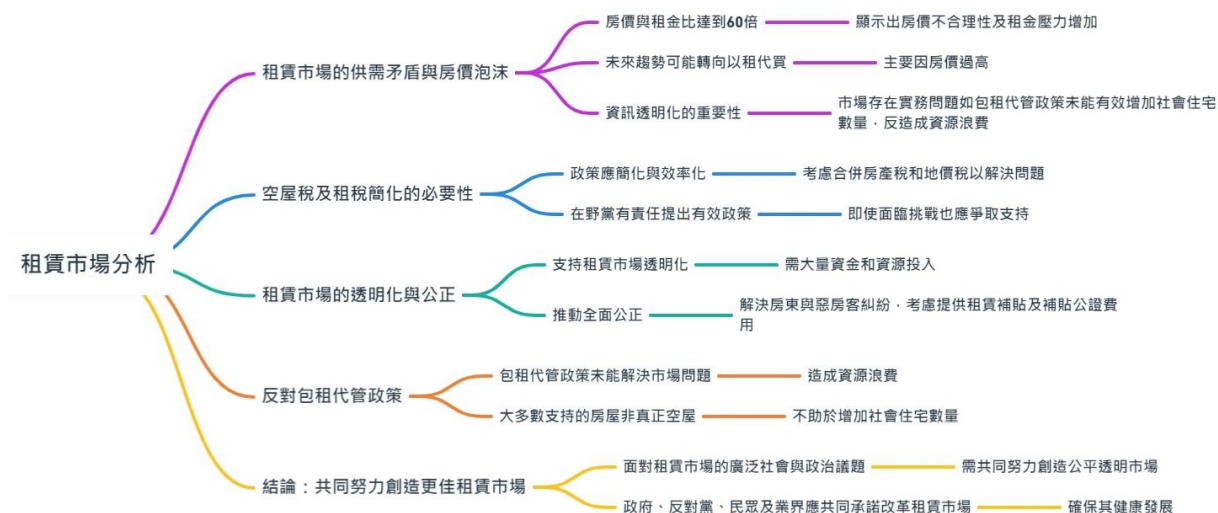 租賃市場分析
租賃市場的供需矛盾與房價泡沫
房價與租金比達到60倍
顯示出房價不合理性及租金壓力增加
未來趨勢可能轉向以租代買
主要因房價過高
資訊透明化的重要性
市場存在實務問題如包租代管政策未能有效增加社會住宅
數量，反造成資源浪費
空屋稅及租稅簡化的必要性
政策應簡化與效率化
考慮合併房產稅和地價稅以解決問題
在野黨有責任提出有效政策
即使面臨挑戰也應爭取支持
租賃市場的透明化與公正
支持租賃市場透明化
需大量資金和資源投入
推動全面公正
解決房東與惡房客糾紛，考慮提供租賃補貼及補貼公證費
用
反對包租代管政策
包租代管政策未能解決市場問題
造成資源浪費
大多數支持的房屋非真正空屋
不助於增加社會住宅數量
結論：共同努力創造更佳租賃市場
面對租賃市場的廣泛社會與政治議題
需共同努力創造公平透明市場
政府、反對黨、民眾及業界應共同承諾改革租賃市場
確保其健康發展